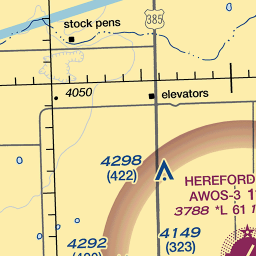 stock pens
385
elevators
4050
4298
(422)
HEREFORD
AWOS-3
3788 *L 61
4149
(323)
4292